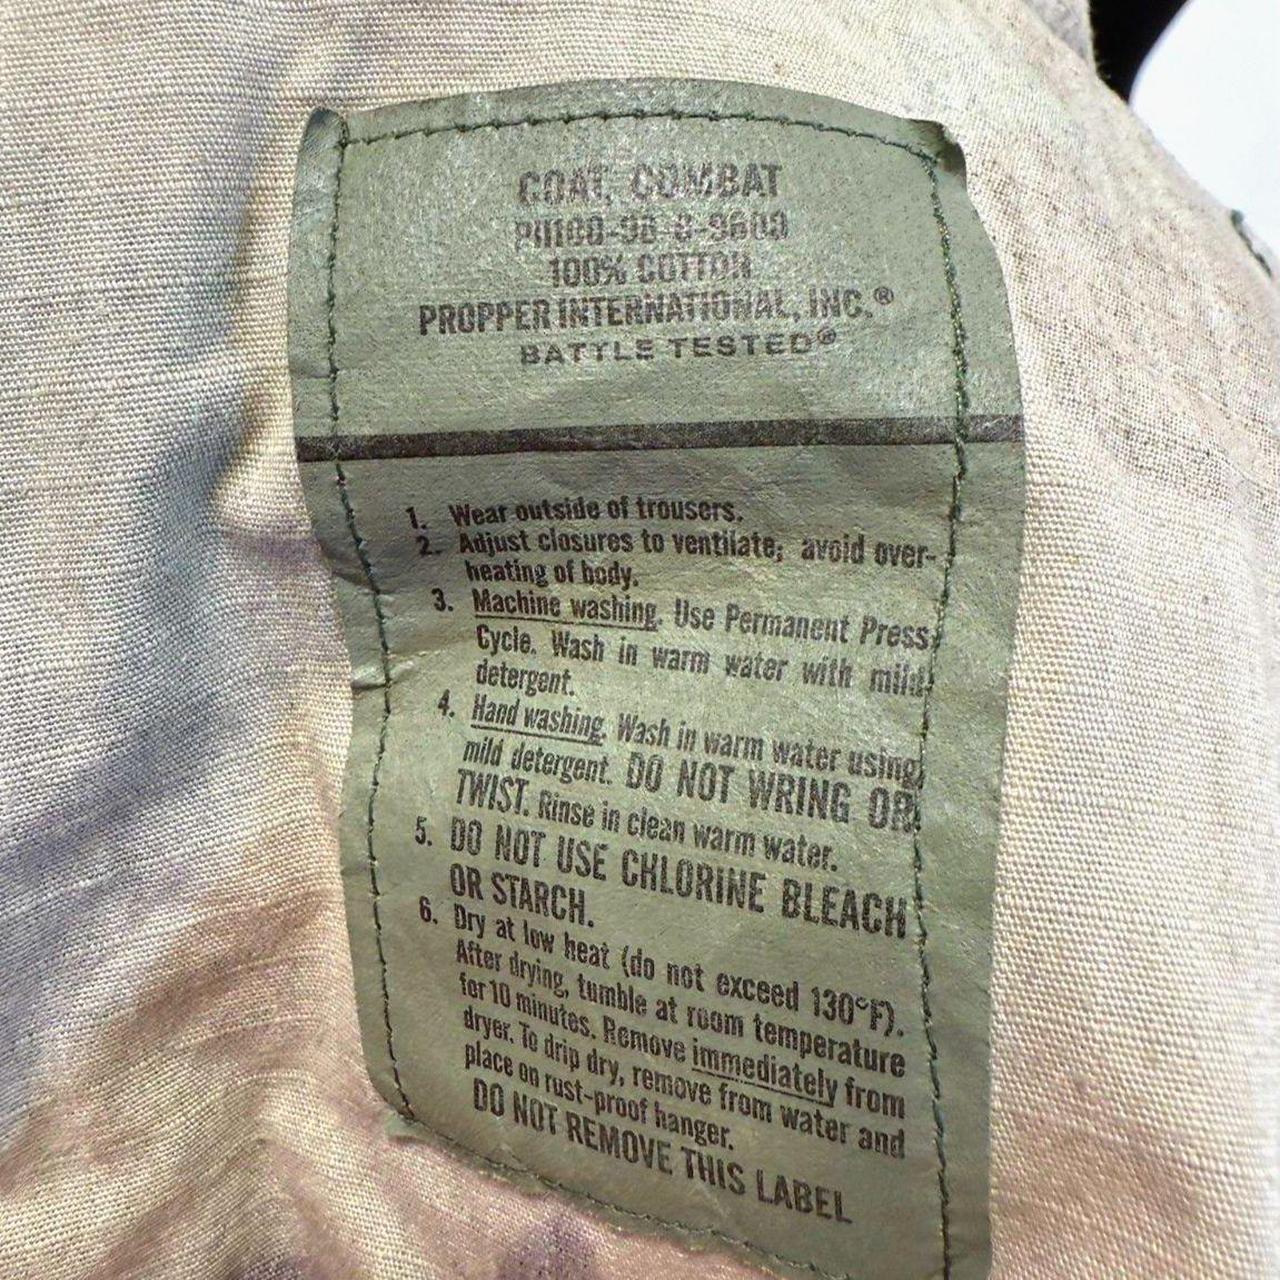 COAT, COMBAT
100% COTTON
PROPPER INTERNATIONAL, INC.®
BATTLE TESTED®
1. Wear outside of trousers.
2. Adjust closures to ventilate; avoid over-
heating of body.
3. Machine washing. Use Permanent Press
Cycle. Wash in warm water with mild
detergent.
4. Hand washing. Wash in warm water using
mild detergent. DO NOT WRING OR
TWIST. Rinse in clean warm water.
5. DO NOT USE CHLORINE BLEACH
OR STARCH.
6. Dry at low heat (do not exceed 130°F).
After drying, tumble at room temperature
for 10 minutes. Remove immediately from
dryer. To drip dry, remove from water and
place on rust-proof hanger.
DO NOT REMOVE THIS LABEL